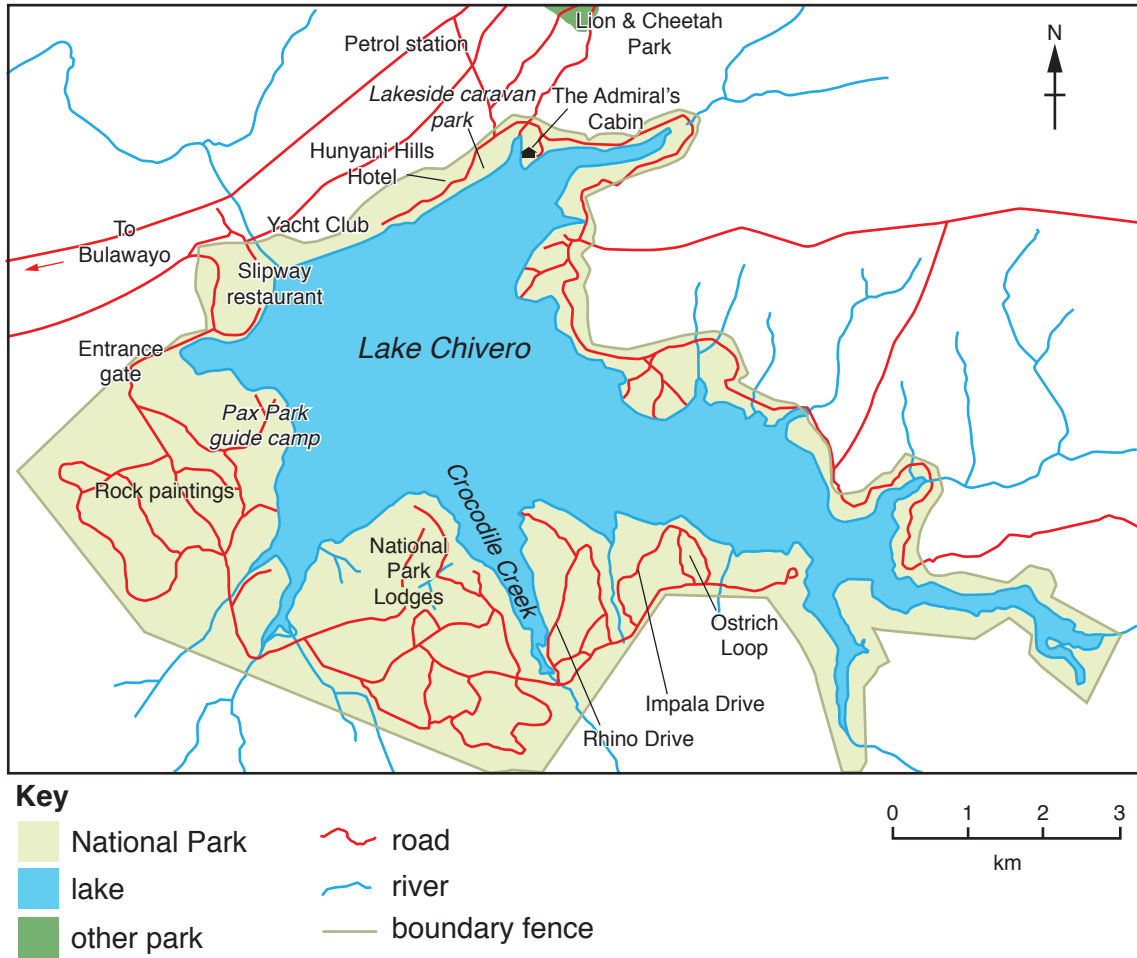 Lion & Cheetah
Park
Petrol station
N
Lakeside caravan
park
The Admiral's
Cabin
Hunyani Hills
Hotel
Yacht Club
To
Bulawayo
Slipway
restaurant
Entrance
gate
Lake Chivero
Pax Park
guide camp
Rock paintings
Crocodile Creek
National
Park
Lodges
Ostrich
Loop
Impala Drive
Rhino Drive
Key
National Park
lake
other park
road
river
boundary fence
0 1 2 3
km